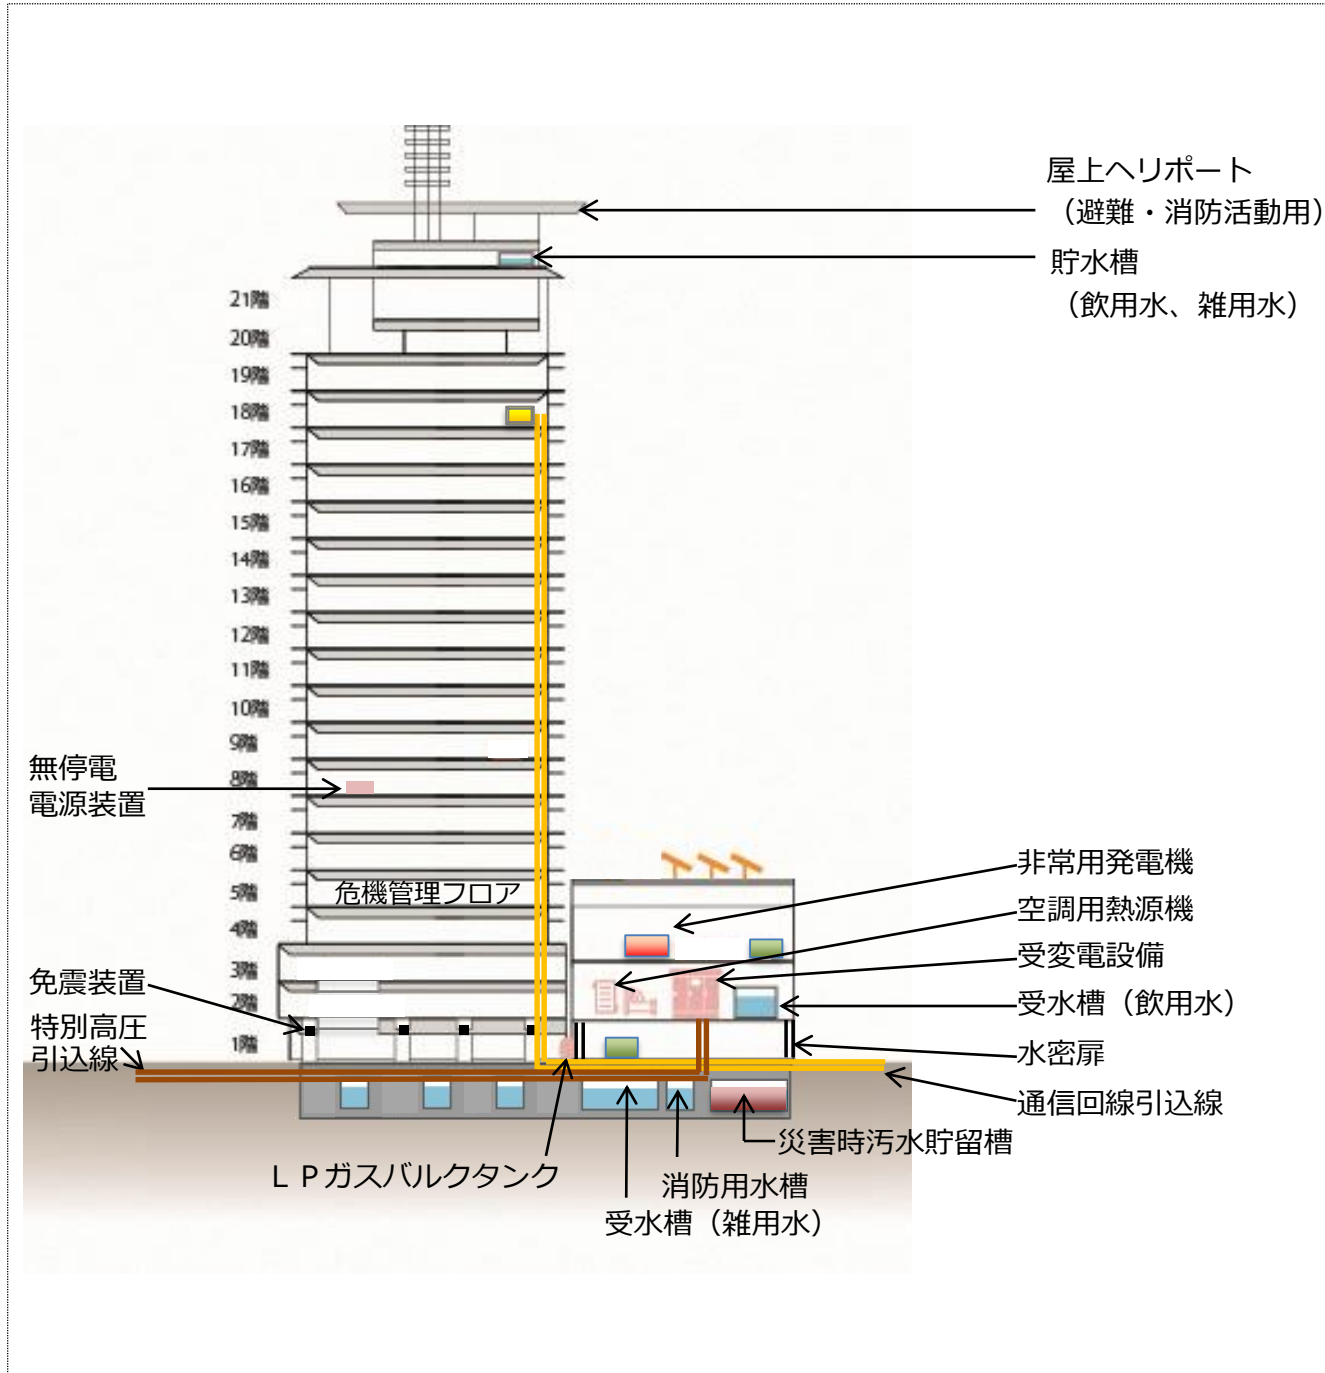 屋上ヘリポート
（避難・消防活動用）
貯水槽
（飲用水、雑用水）
21階
20階
19階
18階
17階
16階
15階
14階
13階
12階
11階
10階
9階
8階
7階
6階
5階
4階
3階
2階
1階
無停電
電源装置
危機管理フロア
免震装置
特別高圧
引込線
非常用発電機
空調用熱源機
受変電設備
受水槽（飲用水）
水密扉
通信回線引込線
災害時汚水貯留槽
ＬＰガスバルクタンク
消防用水槽
受水槽（雑用水）